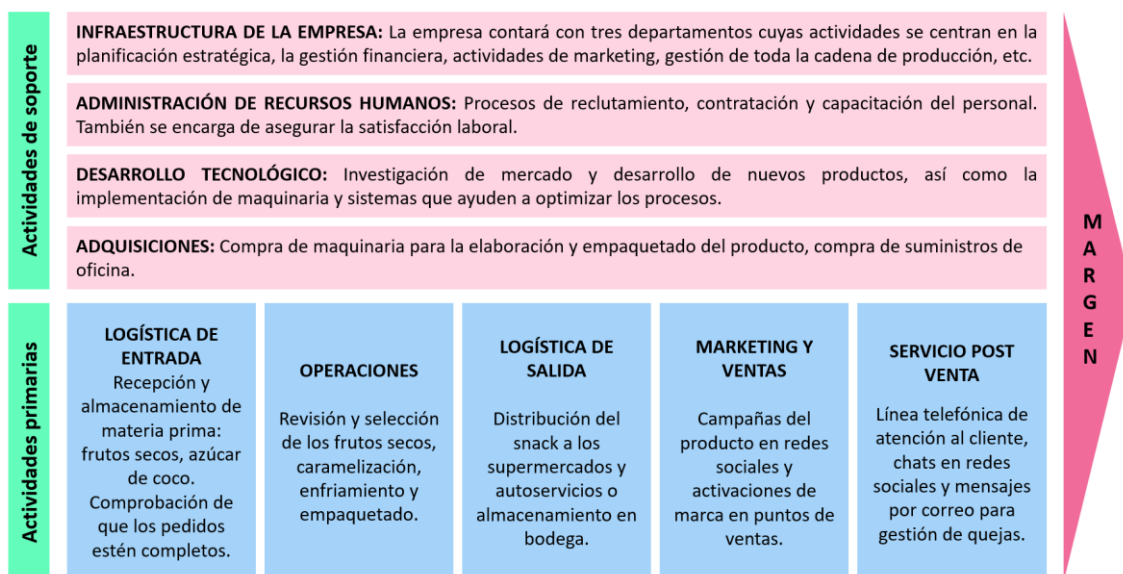 Actividades de soporte
INFRAESTRUCTURA DE LA EMPRESA: La empresa contará con tres departamentos cuyas actividades se centran en la
planificación estratégica, la gestión financiera, actividades de marketing, gestión de toda la cadena de producción, etc.
ADMINISTRACIÓN DE RECURSOS HUMANOS: Procesos de reclutamiento, contratación y capacitación del personal.
También se encarga de asegurar la satisfacción laboral.
DESARROLLO TECNOLÓGICO: Investigación de mercado y desarrollo de nuevos productos, así como la
implementación de maquinaria y sistemas que ayuden a optimizar los procesos.
ADQUISICIONES: Compra de maquinaria para la elaboración y empaquetado del producto, compra de suministros de
oficina.
Actividades primarias
LOGÍSTICA DE
ENTRADA
Recepción y
almacenamiento de
materia prima:
frutos secos, azúcar
de coco.
Comprobación de
que los pedidos
estén completos.
OPERACIONES
Revisión y selección
de los frutos secos,
caramelización,
enfriamiento y
empaquetado.
LOGÍSTICA DE
SALIDA
Distribución del
snack a los
supermercados y
autoservicios o
almacenamiento en
bodega.
MARKETING Y
VENTAS
Campañas del
producto en redes
sociales y
activaciones de
marca en puntos de
ventas.
SERVICIO POST
VENTA
Línea telefónica de
atención al cliente,
chats en redes
sociales y mensajes
por correo para
gestión de quejas.
MARGEN